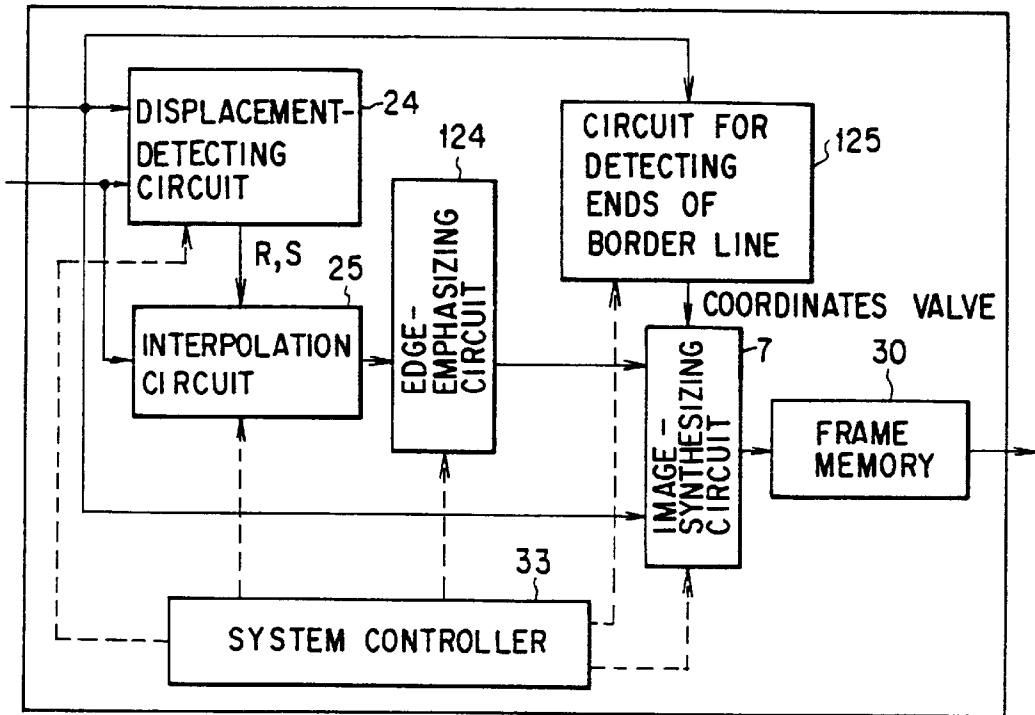 DISPLACEMENT-
DETECTING
CIRCUIT
24
R,S
25
INTERPOLATION
CIRCUIT
124
EDGE-
EMPHASIZING
CIRCUIT
CIRCUIT FOR
DETECTING
ENDS OF
BORDER LINE
125
COORDINATES VALVE
7
IMAGE-
SYNTHESIZING
CIRCUIT
30
FRAME
MEMORY
33
SYSTEM CONTROLLER